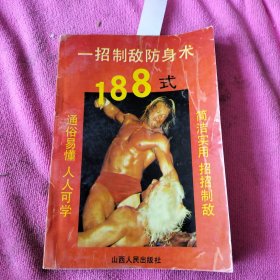 一招制敌防身术
188式
通俗易懂 人人可学
简洁实用 招招制敌
山西人民出版社